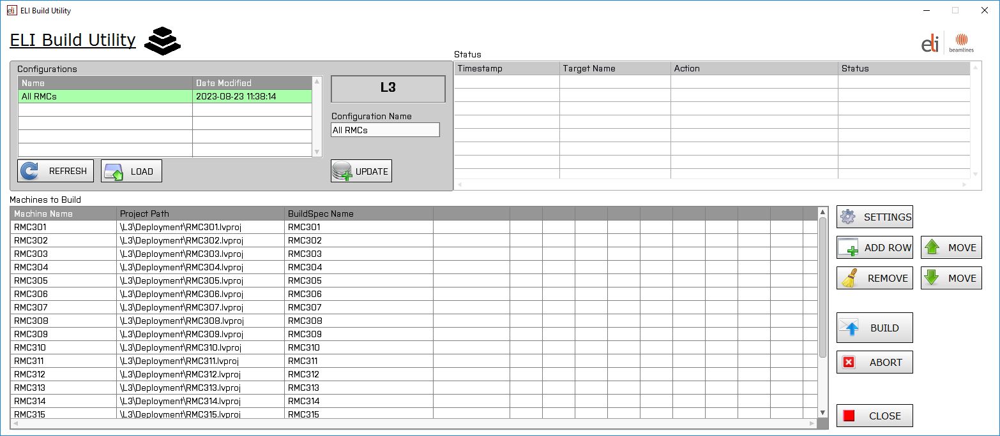 ELI Build Utility
ELI Build Utility
eli beamlines
Configurations
Name Date Modified
All RMCs 2023-08-23 11:38:14
REFRESH LOAD
L3
Configuration Name
All RMCs
UPDATE
Status
Timestamp Target Name Action Status
Machines to Build
Machine Name Project Path BuildSpec Name
RMC301 \L3\Deployment\RMC301.lvproj RMC301
RMC302 \L3\Deployment\RMC302.lvproj RMC302
RMC303 \L3\Deployment\RMC303.lvproj RMC303
RMC304 \L3\Deployment\RMC304.lvproj RMC304
RMC305 \L3\Deployment\RMC305.lvproj RMC305
RMC306 \L3\Deployment\RMC306.lvproj RMC306
RMC307 \L3\Deployment\RMC307.lvproj RMC307
RMC308 \L3\Deployment\RMC308.lvproj RMC308
RMC309 \L3\Deployment\RMC309.lvproj RMC309
RMC310 \L3\Deployment\RMC310.lvproj RMC310
RMC311 \L3\Deployment\RMC311.lvproj RMC311
RMC312 \L3\Deployment\RMC312.lvproj RMC312
RMC313 \L3\Deployment\RMC313.lvproj RMC313
RMC314 \L3\Deployment\RMC314.lvproj RMC314
RMC315 \L3\Deployment\RMC315.lvproj RMC315
SETTINGS
ADD ROW MOVE
REMOVE MOVE
BUILD
ABORT
CLOSE